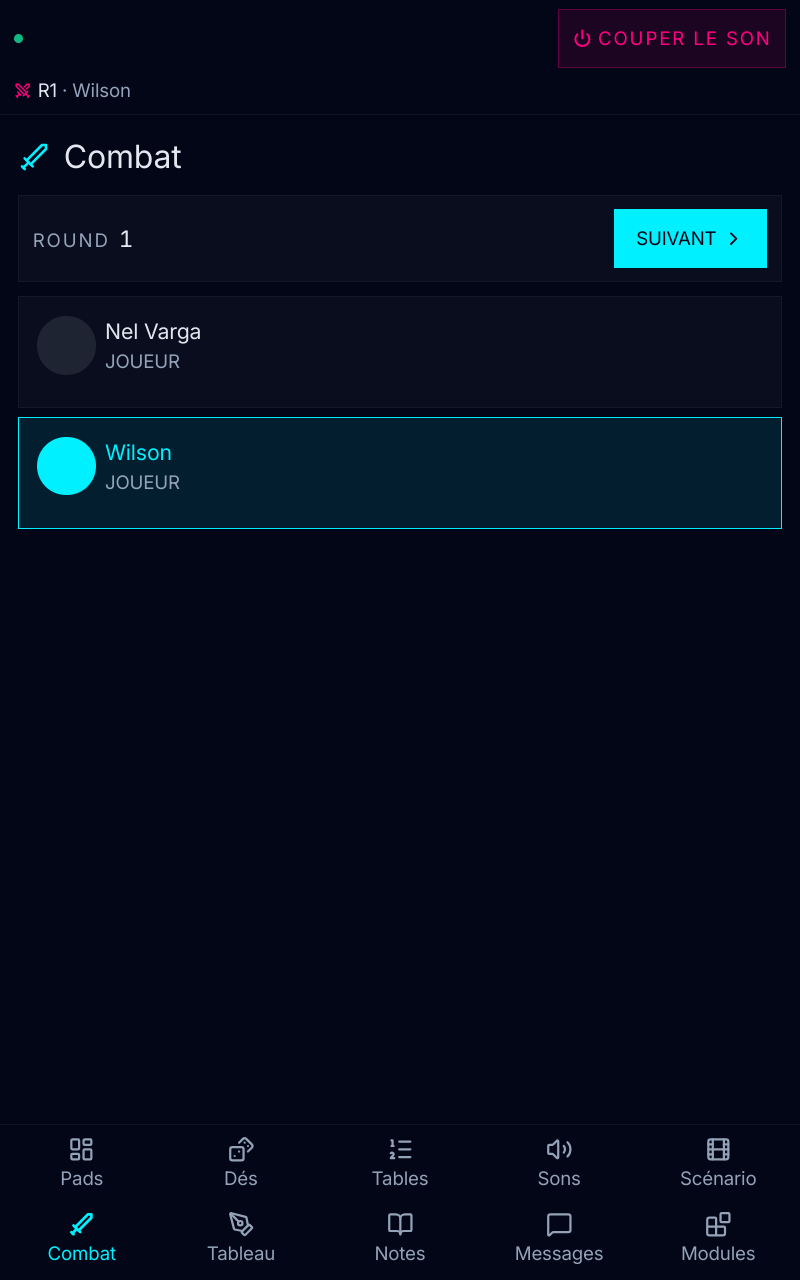 COUPER LE SON
R1 · Wilson
Combat
ROUND 1
SUIVANT
Nel Varga
JOUEUR
Wilson
JOUEUR
Pads Dés Tables Sons Scénario
Combat Tableau Notes Messages Modules